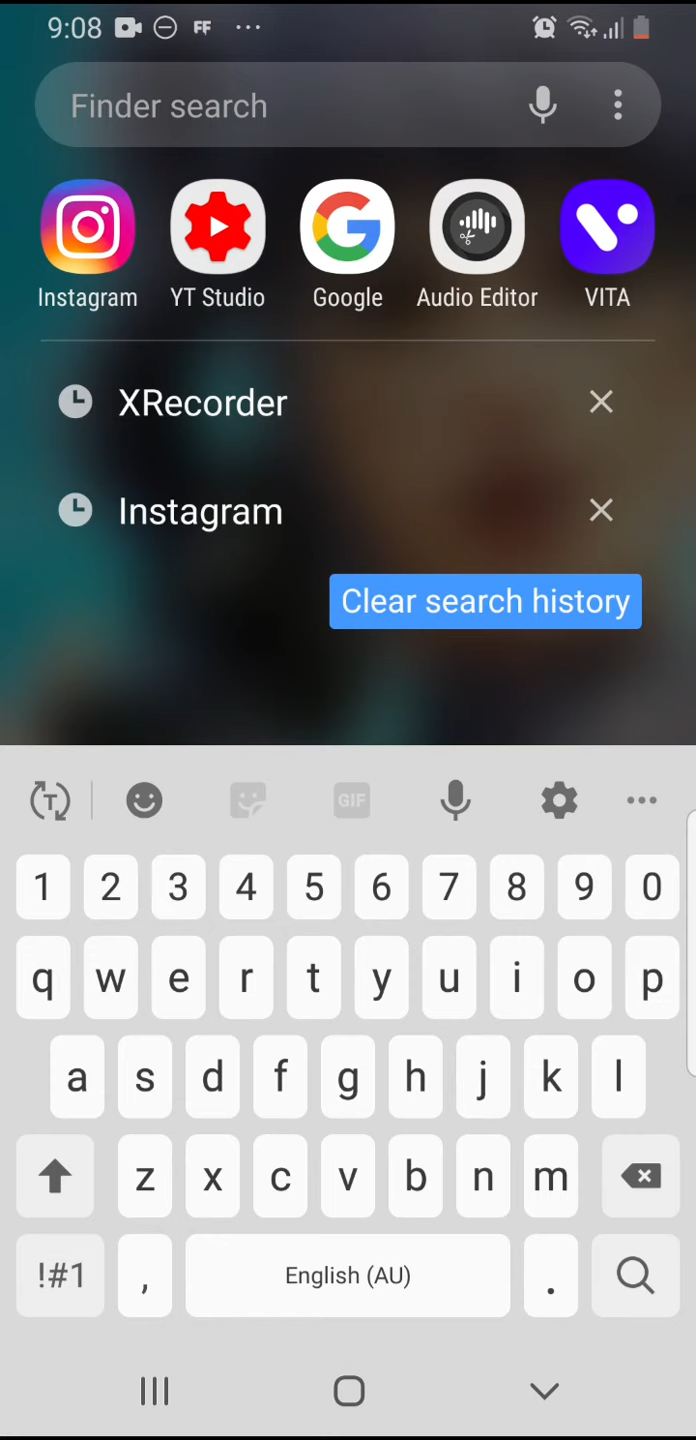 9:08 FF
Finder search
Instagram YT Studio Google Audio Editor VITA
XRecorder
Instagram
Clear search history
T GIF
1 2 3 4 5 6 7 8 9 0
q w e r t y u i o p
a s d f g h j k l
z x c v b n m
!#1 , English (AU) .